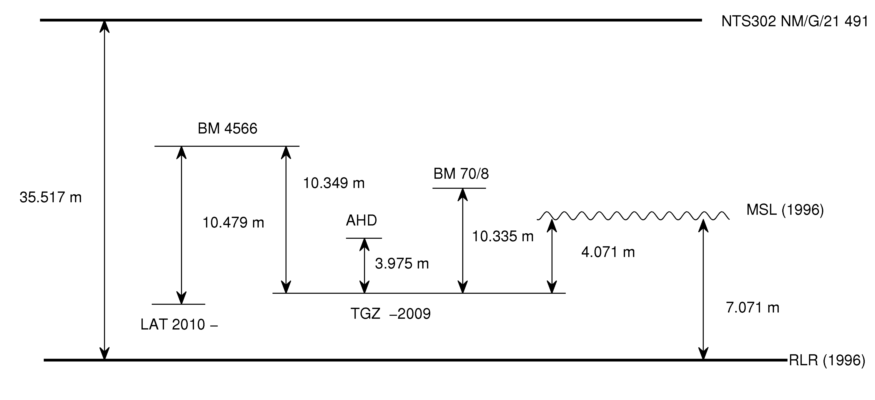 NTS302 NM/G/21 491
BM 4566
10.349 m
BM 70/8
35.517 m
10.479 m
AHD
MSL (1996)
10.335 m
4.071 m
3.975 m
TGZ −2009
7.071 m
LAT 2010 −
RLR (1996)